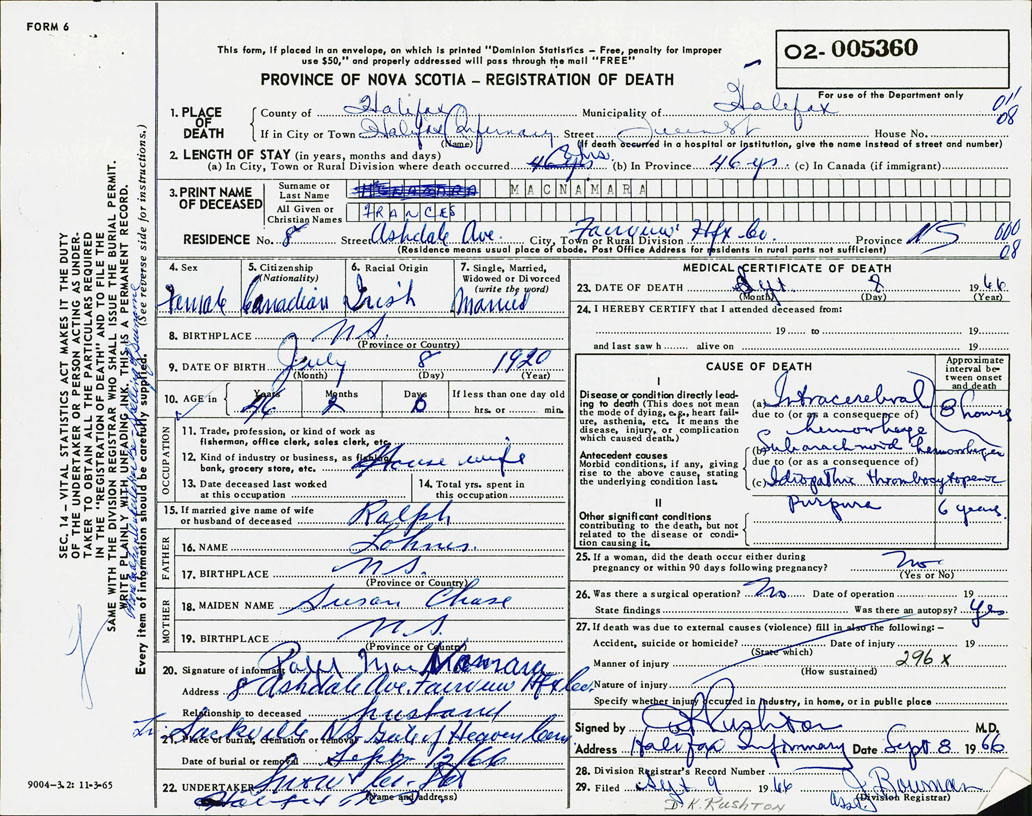 FORM 6
This form, if placed in an envelope, on which is printed "Dominion Statistics – Free, penalty for improper
use $50," and properly addressed will pass through the mail "FREE"
O2- 005360
PROVINCE OF NOVA SCOTIA – REGISTRATION OF DEATH
For use of the Department only
1. PLACE OF DEATH
County of Halifax Municipality of Halifax
011
08
If in City or Town Halifax Infirmary Street Queen St House No.
(Name) (If death occurred in a hospital or institution, give the name instead of street and number)
2. LENGTH OF STAY (in years, months and days)
(a) In City, Town or Rural Division where death occurred 8 hrs. (b) In Province 46 ys. (c) In Canada (if immigrant)
3. PRINT NAME OF DECEASED
Surname or Last Name MACNAMARA
All Given or Christian Names FRANCES
RESIDENCE No. 8 Street Ashdale Ave. City, Town or Rural Division Fairview Hfx Co Province NS
000
08
(Residence means usual place of abode. Post Office Address for residents in rural parts not sufficient)
4. Sex Female
5. Citizenship (Nationality) Canadian
6. Racial Origin Irish
7. Single, Married, Widowed or Divorced (write the word) Married
8. BIRTHPLACE N.S.
(Province or Country)
9. DATE OF BIRTH July 8 1920
(Month) (Day) (Year)
10. AGE in Years 46 Months 2 Days 0 If less than one day old
hrs. or min.
OCCUPATION
11. Trade, profession, or kind of work as
fisherman, office clerk, sales clerk, etc.
12. Kind of industry or business, as fishing,
bank, grocery store, etc. House wife
13. Date deceased last worked
at this occupation
14. Total yrs. spent in
this occupation
15. If married give name of wife
or husband of deceased Ralph
FATHER
16. NAME Lohnes
17. BIRTHPLACE N.S.
(Province or Country)
MOTHER
18. MAIDEN NAME Susan Chase
19. BIRTHPLACE N.S.
(Province or Country)
20. Signature of informant Ralph MacNamara
Address 8 Ashdale Ave. Fairview Hfx Co.
Relationship to deceased husband
Lr. Sackville NS Gate of Heaven Cem
21. Place of burial, cremation or removal
Date of burial or removal Sept 12/66
22. UNDERTAKER Snow & Co. Ltd
(Name and address)
Halifax N.S.
MEDICAL CERTIFICATE OF DEATH
23. DATE OF DEATH Sept. 8 1966
(Month) (Day) (Year)
24. I HEREBY CERTIFY that I attended deceased from:
19 to 19
and last saw h alive on 19
CAUSE OF DEATH
Approximate interval between onset and death
I
Disease or condition directly leading to death (This does not mean the mode of dying, e.g., heart failure, asthenia, etc. It means the disease, injury, or complication which caused death.)
(a) Intracerebral
due to (or as a consequence of)
hemorrhage
8 hours
Antecedent causes
Morbid conditions, if any, giving rise to the above cause, stating the underlying condition last.
(b) Subarachnoid hemorrhage
due to (or as a consequence of)
(c) Idiopathic thrombocytopenic
Purpura 6 years.
II
Other significant conditions
contributing to the death, but not related to the disease or condition causing it.
25. If a woman, did the death occur either during
pregnancy or within 90 days following pregnancy? No
(Yes or No)
26. Was there a surgical operation? No Date of operation 19
State findings Was there an autopsy? Yes
27. If death was due to external causes (violence) fill in also the following: –
Accident, suicide or homicide? Date of injury 19
(State which)
Manner of injury 296 X
(How sustained)
Nature of injury
Specify whether injury occurred in industry, in home, or in public place
Signed by DK Rushton M.D.
Address Halifax Infirmary Date Sept 8 1966
28. Division Registrar's Record Number
29. Filed Sept 9 1966 J. Bowman
Asst. (Division Registrar)
D.K. RUSHTON
SEC. 14 – VITAL STATISTICS ACT MAKES IT THE DUTY
OF THE UNDERTAKER OR PERSON ACTING AS UNDER-
TAKER TO OBTAIN ALL THE PARTICULARS REQUIRED
IN THE "REGISTRATION OF DEATH" AND TO FILE THE
SAME WITH THE DIVISION REGISTRAR WHO SHALL ISSUE THE BURIAL PERMIT.
WRITE PLAINLY WITH UNFADING INK. THIS IS A PERMANENT RECORD.
Every item of information should be carefully supplied. (See reverse side for instructions.)
9004-3.2: 11-3-65